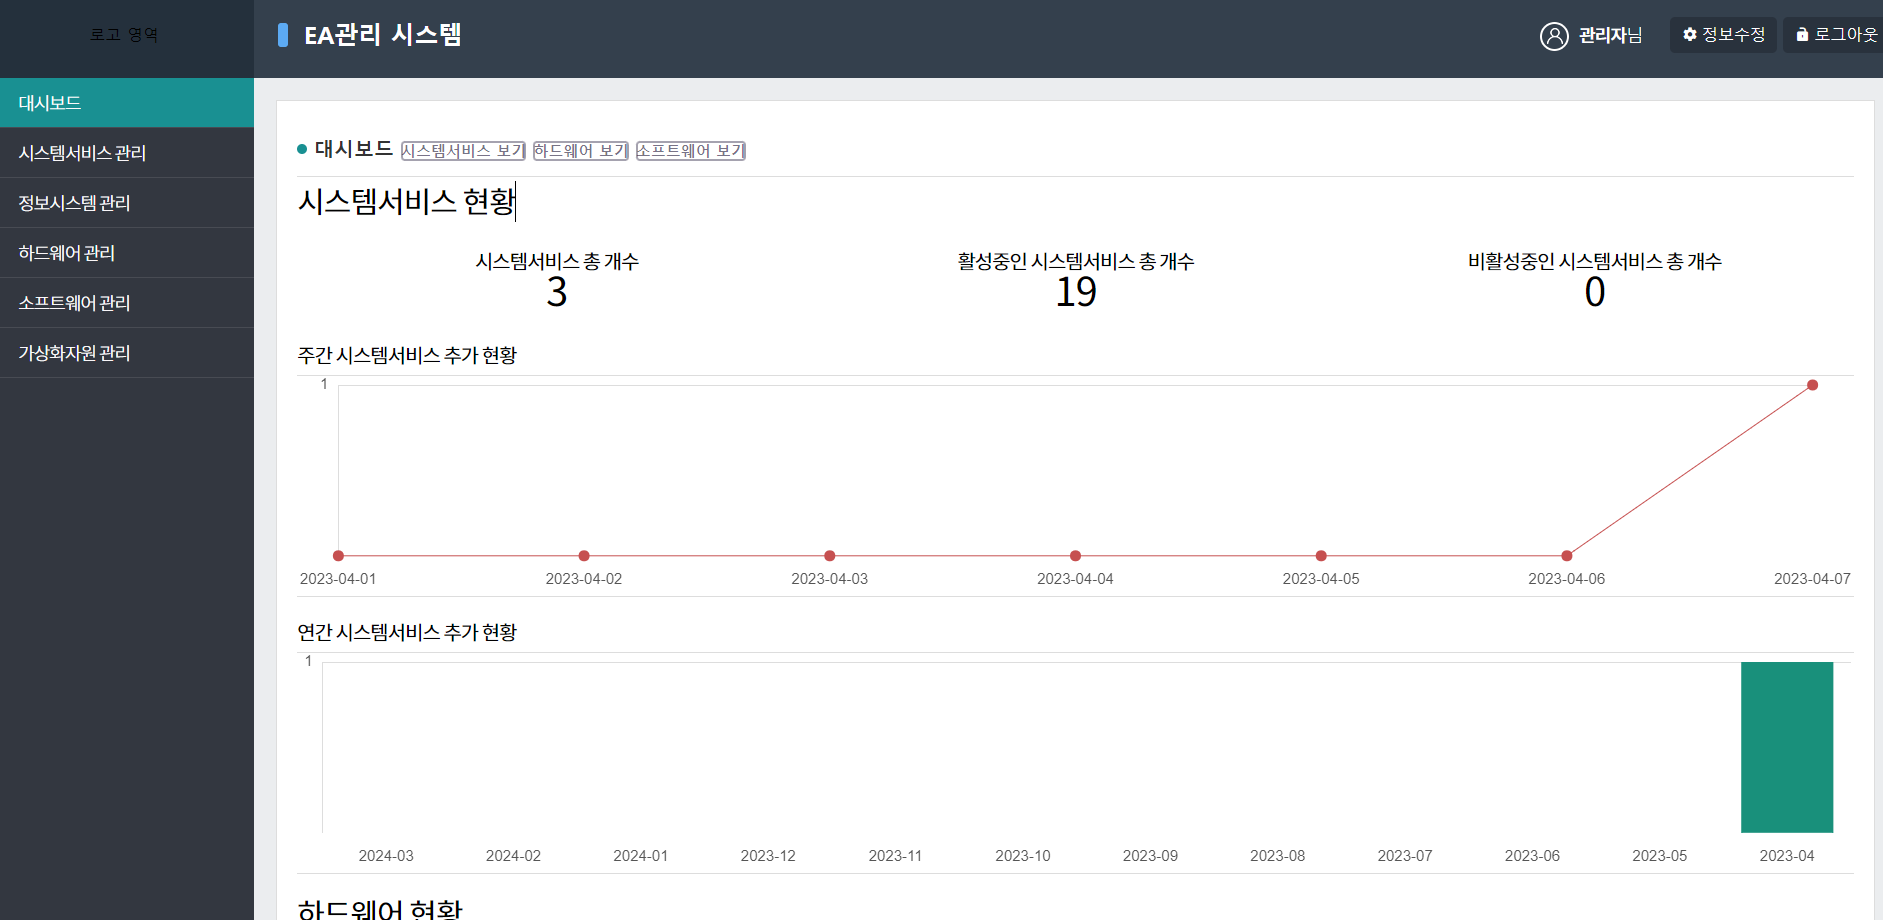 로고 영역
EA관리 시스템
관리자님
정보수정
로그아웃
대시보드
시스템서비스 관리
정보시스템 관리
하드웨어 관리
소프트웨어 관리
가상화자원 관리
대시보드 시스템서비스 보기 하드웨어 보기 소프트웨어 보기
시스템서비스 현황
시스템서비스 총 개수
3
활성중인 시스템서비스 총 개수
19
비활성중인 시스템서비스 총 개수
0
주간 시스템서비스 추가 현황
1
2023-04-01 2023-04-02 2023-04-03 2023-04-04 2023-04-05 2023-04-06 2023-04-07
연간 시스템서비스 추가 현황
1
2024-03 2024-02 2024-01 2023-12 2023-11 2023-10 2023-09 2023-08 2023-07 2023-06 2023-05 2023-04
하드웨어 현황